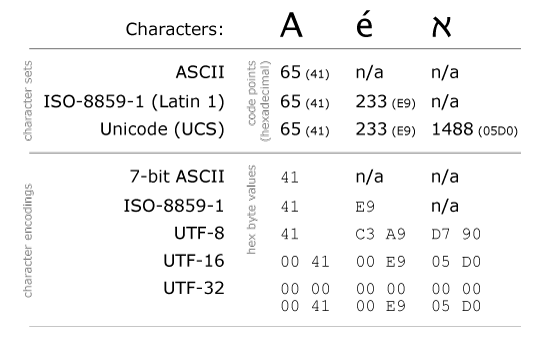 Characters: A é א
character sets
code points
(hexadecimal)
ASCII 65 (41) n/a n/a
ISO-8859-1 (Latin 1) 65 (41) 233 (E9) n/a
Unicode (UCS) 65 (41) 233 (E9) 1488 (05D0)
character encodings
hex byte values
7-bit ASCII 41 n/a n/a
ISO-8859-1 41 E9 n/a
UTF-8 41 C3 A9 D7 90
UTF-16 00 41 00 E9 05 D0
UTF-32 00 00 00 00 00 00
00 41 00 E9 05 D0